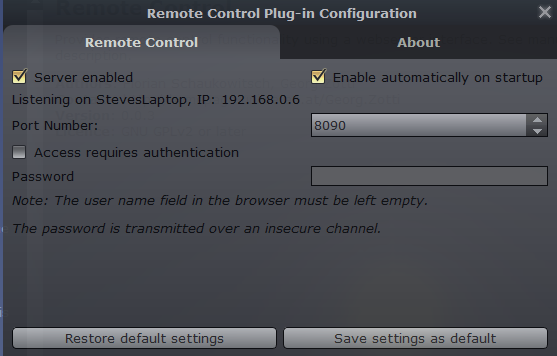 Remote Control Plug-in Configuration
Remote Control
About
Server enabled
Enable automatically on startup
Listening on StevesLaptop, IP: 192.168.0.6
Port Number:
8090
Access requires authentication
Password
Note: The user name field in the browser must be left empty.
The password is transmitted over an insecure channel.
Restore default settings
Save settings as default